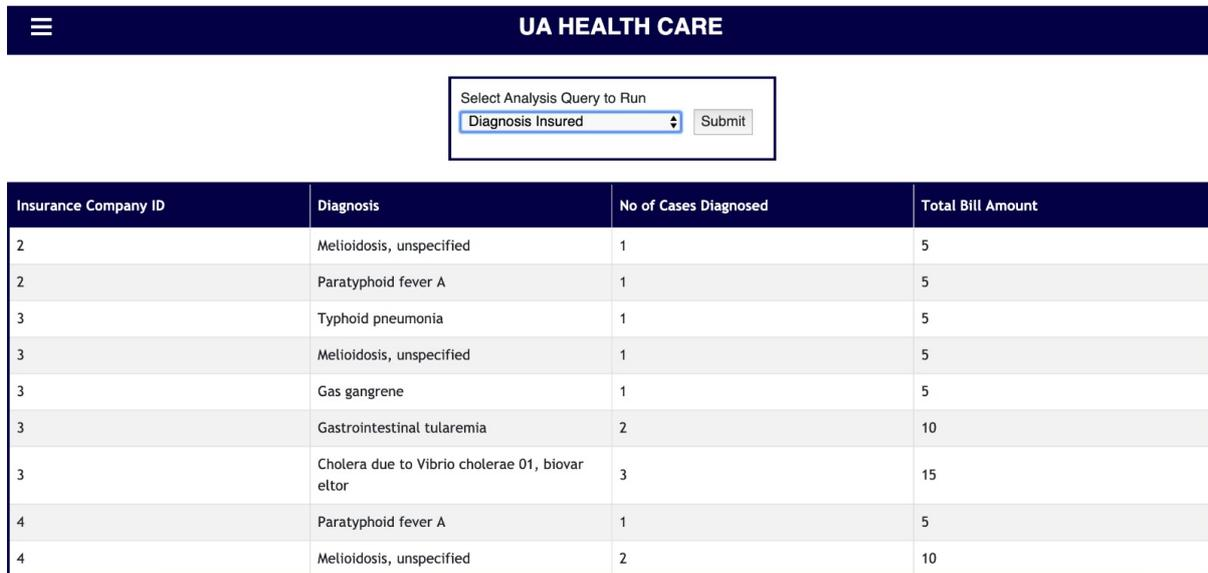 UA HEALTH CARE
Select Analysis Query to Run
Diagnosis Insured Submit
Insurance Company ID Diagnosis No of Cases Diagnosed Total Bill Amount
2 Melioidosis, unspecified 1 5
2 Paratyphoid fever A 1 5
3 Typhoid pneumonia 1 5
3 Melioidosis, unspecified 1 5
3 Gas gangrene 1 5
3 Gastrointestinal tularemia 2 10
3 Cholera due to Vibrio cholerae 01, biovar
eltor 3 15
4 Paratyphoid fever A 1 5
4 Melioidosis, unspecified 2 10